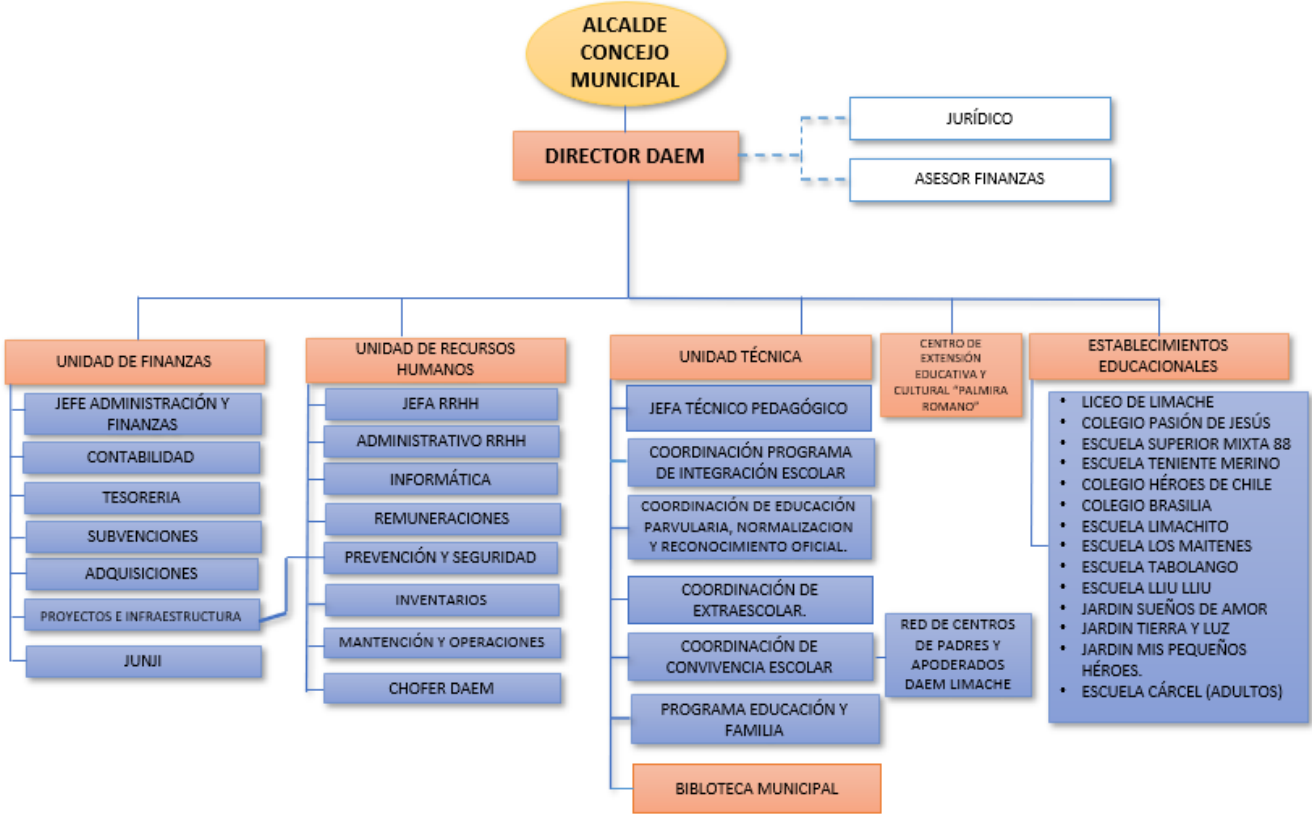 ALCALDE
CONCEJO
MUNICIPAL
DIRECTOR DAEM
JURÍDICO
ASESOR FINANZAS
UNIDAD DE FINANZAS
JEFE ADMINISTRACIÓN Y
FINANZAS
CONTABILIDAD
TESORERIA
SUBVENCIONES
ADQUISICIONES
PROYECTOS E INFRAESTRUCTURA
JUNJI
UNIDAD DE RECURSOS
HUMANOS
JEFA RRHH
ADMINISTRATIVO RRHH
INFORMÁTICA
REMUNERACIONES
PREVENCIÓN Y SEGURIDAD
INVENTARIOS
MANTENCIÓN Y OPERACIONES
CHOFER DAEM
UNIDAD TÉCNICA
JEFA TÉCNICO PEDAGÓGICO
COORDINACIÓN PROGRAMA
DE INTEGRACIÓN ESCOLAR
COORDINACIÓN DE EDUCACIÓN
PARVULARIA, NORMALIZACION
Y RECONOCIMIENTO OFICIAL.
COORDINACIÓN DE
EXTRAESCOLAR.
COORDINACIÓN DE
CONVIVENCIA ESCOLAR
RED DE CENTROS
DE PADRES Y
APODERADOS
DAEM LIMACHE
PROGRAMA EDUCACIÓN Y
FAMILIA
BIBLOTECA MUNICIPAL
CENTRO DE
EXTENSIÓN
EDUCATIVA Y
CULTURAL “PALMIRA
ROMANO”
ESTABLECIMIENTOS
EDUCACIONALES
• LICEO DE LIMACHE
• COLEGIO PASIÓN DE JESÚS
• ESCUELA SUPERIOR MIXTA 88
• ESCUELA TENIENTE MERINO
• COLEGIO HÉROES DE CHILE
• COLEGIO BRASILIA
• ESCUELA LIMACHITO
• ESCUELA LOS MAITENES
• ESCUELA TABOLANGO
• ESCUELA LLIU LLIU
• JARDIN SUEÑOS DE AMOR
• JARDIN TIERRA Y LUZ
• JARDIN MIS PEQUEÑOS
HÉROES.
• ESCUELA CÁRCEL (ADULTOS)